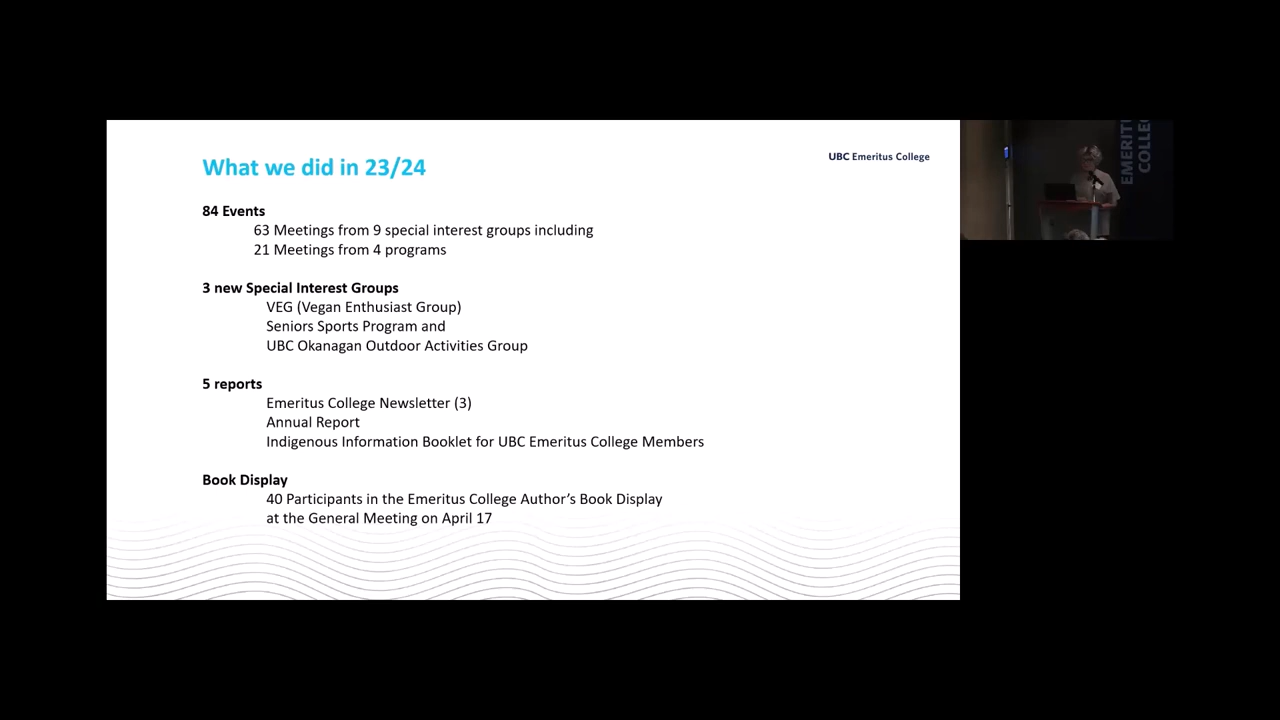 What we did in 23/24
UBC Emeritus College
84 Events
63 Meetings from 9 special interest groups including
21 Meetings from 4 programs
3 new Special Interest Groups
VEG (Vegan Enthusiast Group)
Seniors Sports Program and
UBC Okanagan Outdoor Activities Group
5 reports
Emeritus College Newsletter (3)
Annual Report
Indigenous Information Booklet for UBC Emeritus College Members
Book Display
40 Participants in the Emeritus College Author’s Book Display
at the General Meeting on April 17
EMERIT
COLLE